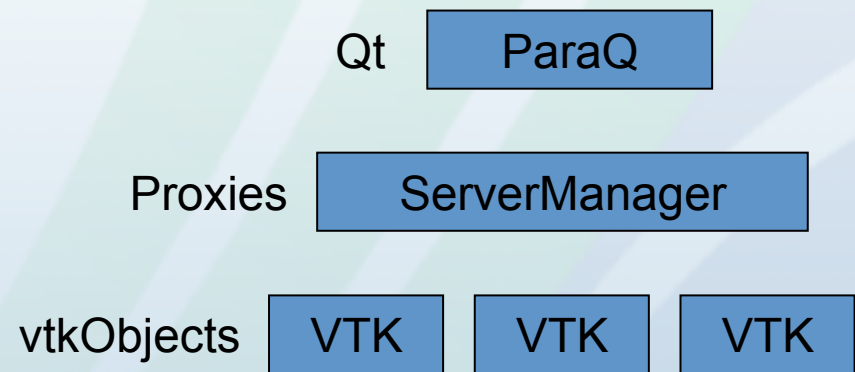 Qt ParaQ
Proxies ServerManager
vtkObjects VTK VTK VTK